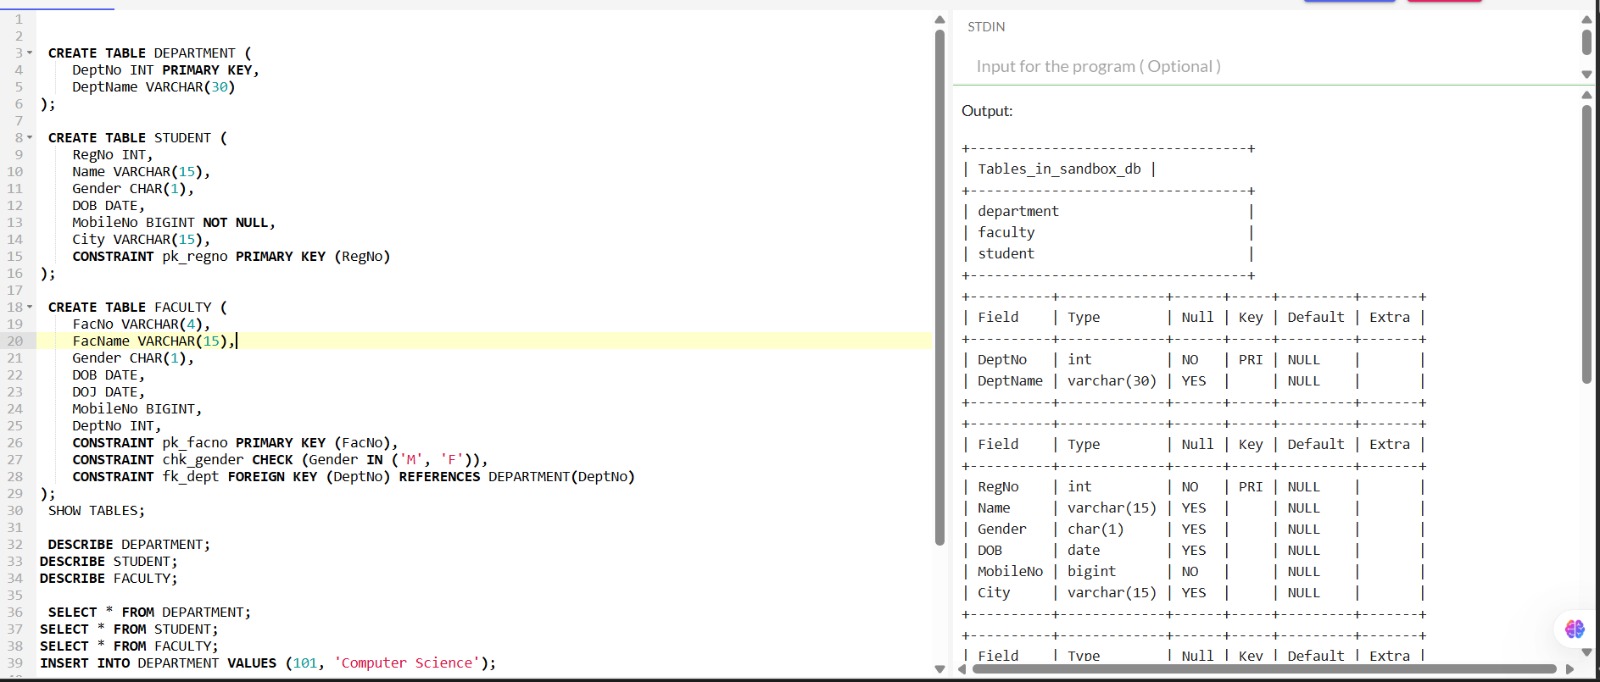 1
2
3 CREATE TABLE DEPARTMENT (
4 DeptNo INT PRIMARY KEY,
5 DeptName VARCHAR(30)
6 );
7
8 CREATE TABLE STUDENT (
9 RegNo INT,
10 Name VARCHAR(15),
11 Gender CHAR(1),
12 DOB DATE,
13 MobileNo BIGINT NOT NULL,
14 City VARCHAR(15),
15 CONSTRAINT pk_regno PRIMARY KEY (RegNo)
16 );
17
18 CREATE TABLE FACULTY (
19 FacNo VARCHAR(4),
20 FacName VARCHAR(15),
21 Gender CHAR(1),
22 DOB DATE,
23 DOJ DATE,
24 MobileNo BIGINT,
25 DeptNo INT,
26 CONSTRAINT pk_facno PRIMARY KEY (FacNo),
27 CONSTRAINT chk_gender CHECK (Gender IN ('M', 'F')),
28 CONSTRAINT fk_dept FOREIGN KEY (DeptNo) REFERENCES DEPARTMENT(DeptNo)
29 );
30 SHOW TABLES;
31
32 DESCRIBE DEPARTMENT;
33 DESCRIBE STUDENT;
34 DESCRIBE FACULTY;
35
36 SELECT * FROM DEPARTMENT;
37 SELECT * FROM STUDENT;
38 SELECT * FROM FACULTY;
39 INSERT INTO DEPARTMENT VALUES (101, 'Computer Science');
STDIN
Input for the program ( Optional )
Output:
+----------------------------------+
| Tables_in_sandbox_db |
+----------------------------------+
| department |
| faculty |
| student |
+----------------------------------+
+----------+-------------+------+-----+---------+-------+
| Field | Type | Null | Key | Default | Extra |
+----------+-------------+------+-----+---------+-------+
| DeptNo | int | NO | PRI | NULL | |
| DeptName | varchar(30) | YES | | NULL | |
+----------+-------------+------+-----+---------+-------+
+----------+-------------+------+-----+---------+-------+
| Field | Type | Null | Key | Default | Extra |
+----------+-------------+------+-----+---------+-------+
| RegNo | int | NO | PRI | NULL | |
| Name | varchar(15) | YES | | NULL | |
| Gender | char(1) | YES | | NULL | |
| DOB | date | YES | | NULL | |
| MobileNo | bigint | NO | | NULL | |
| City | varchar(15) | YES | | NULL | |
+----------+-------------+------+-----+---------+-------+
+----------+-------------+------+-----+---------+-------+
| Field | Type | Null | Key | Default | Extra |